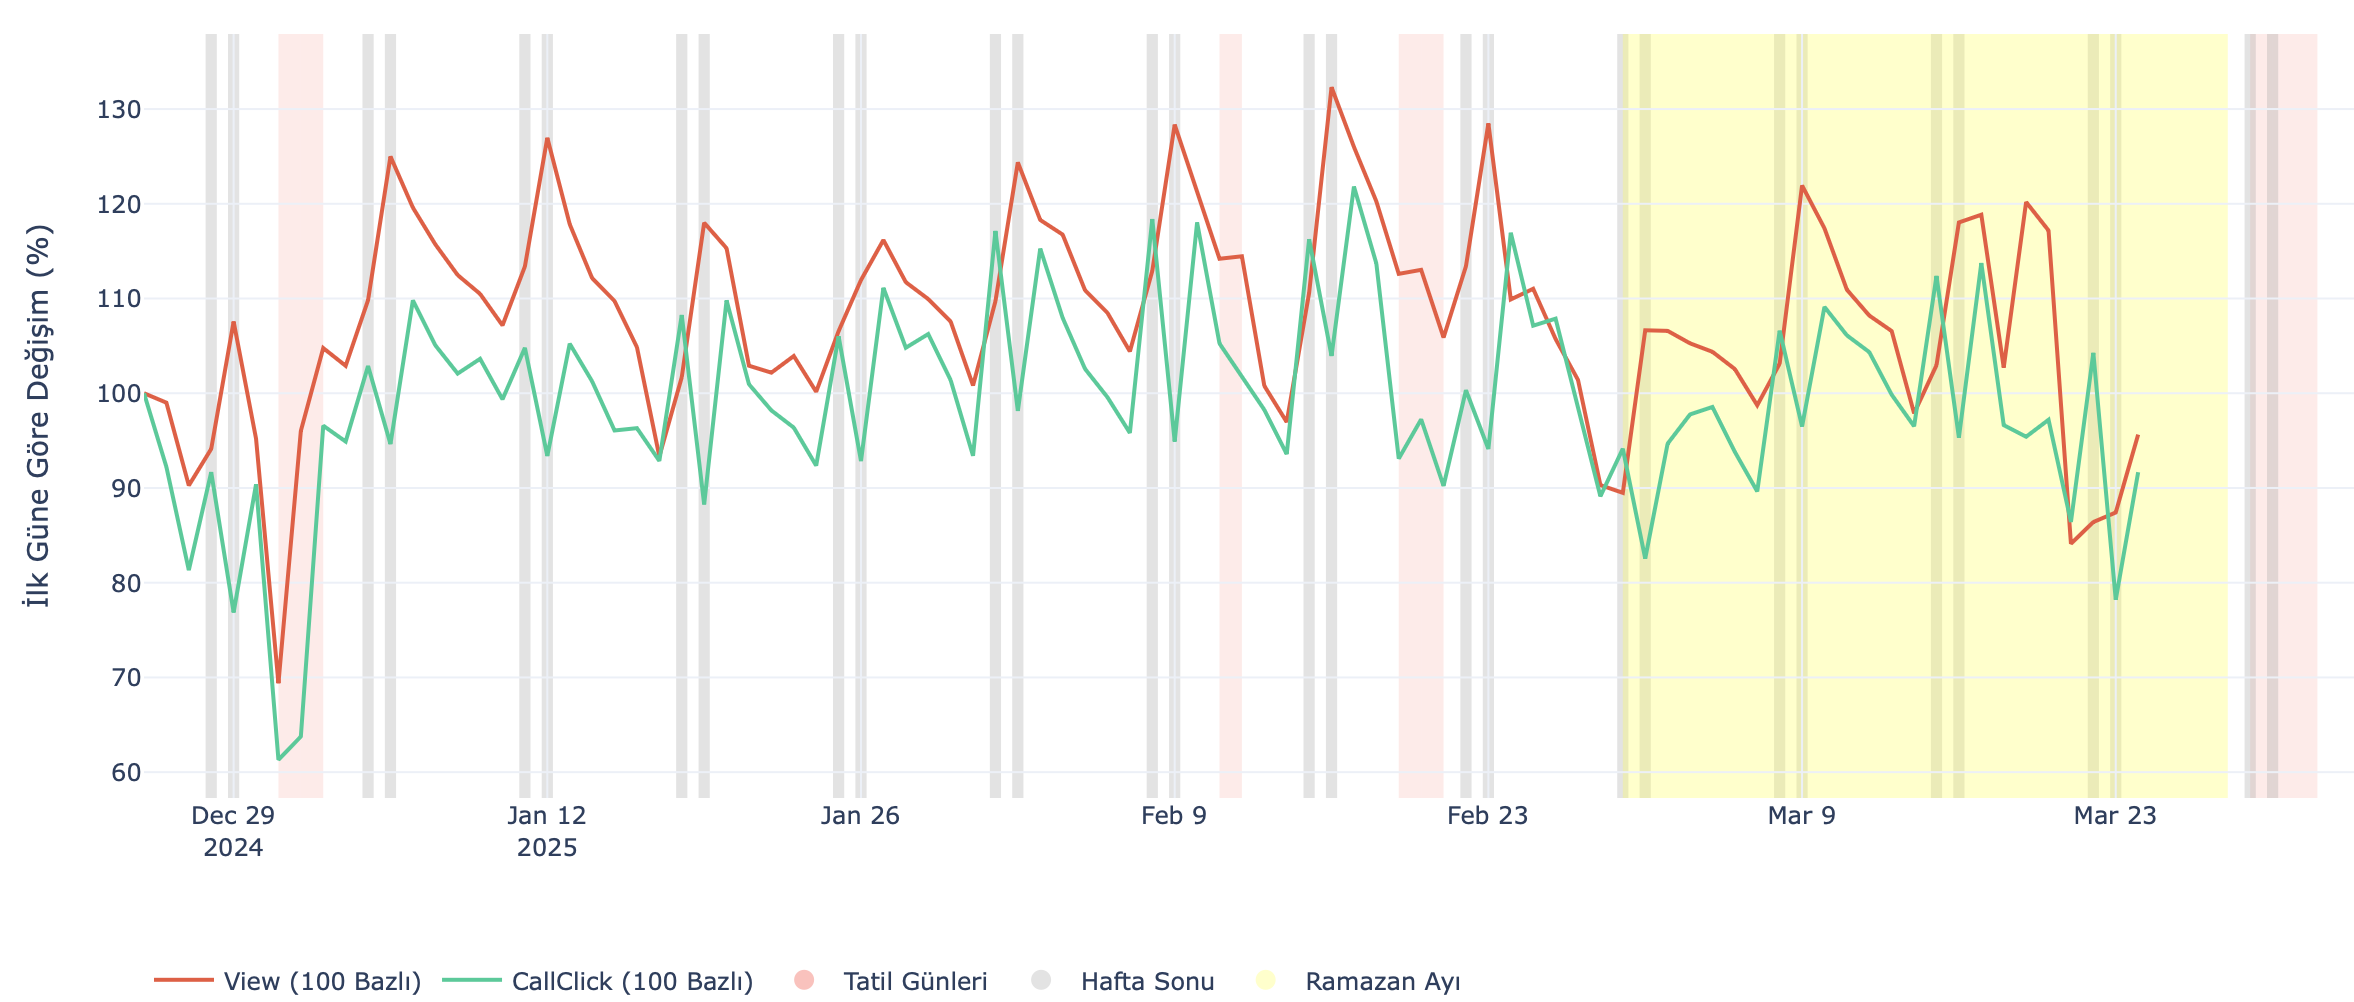 İlk Güne Göre Değişim (%)
130
120
110
100
90
80
70
60
Dec 29
2024
Jan 12
2025
Jan 26
Feb 9
Feb 23
Mar 9
Mar 23
View (100 Bazlı)
CallClick (100 Bazlı)
Tatil Günleri
Hafta Sonu
Ramazan Ayı